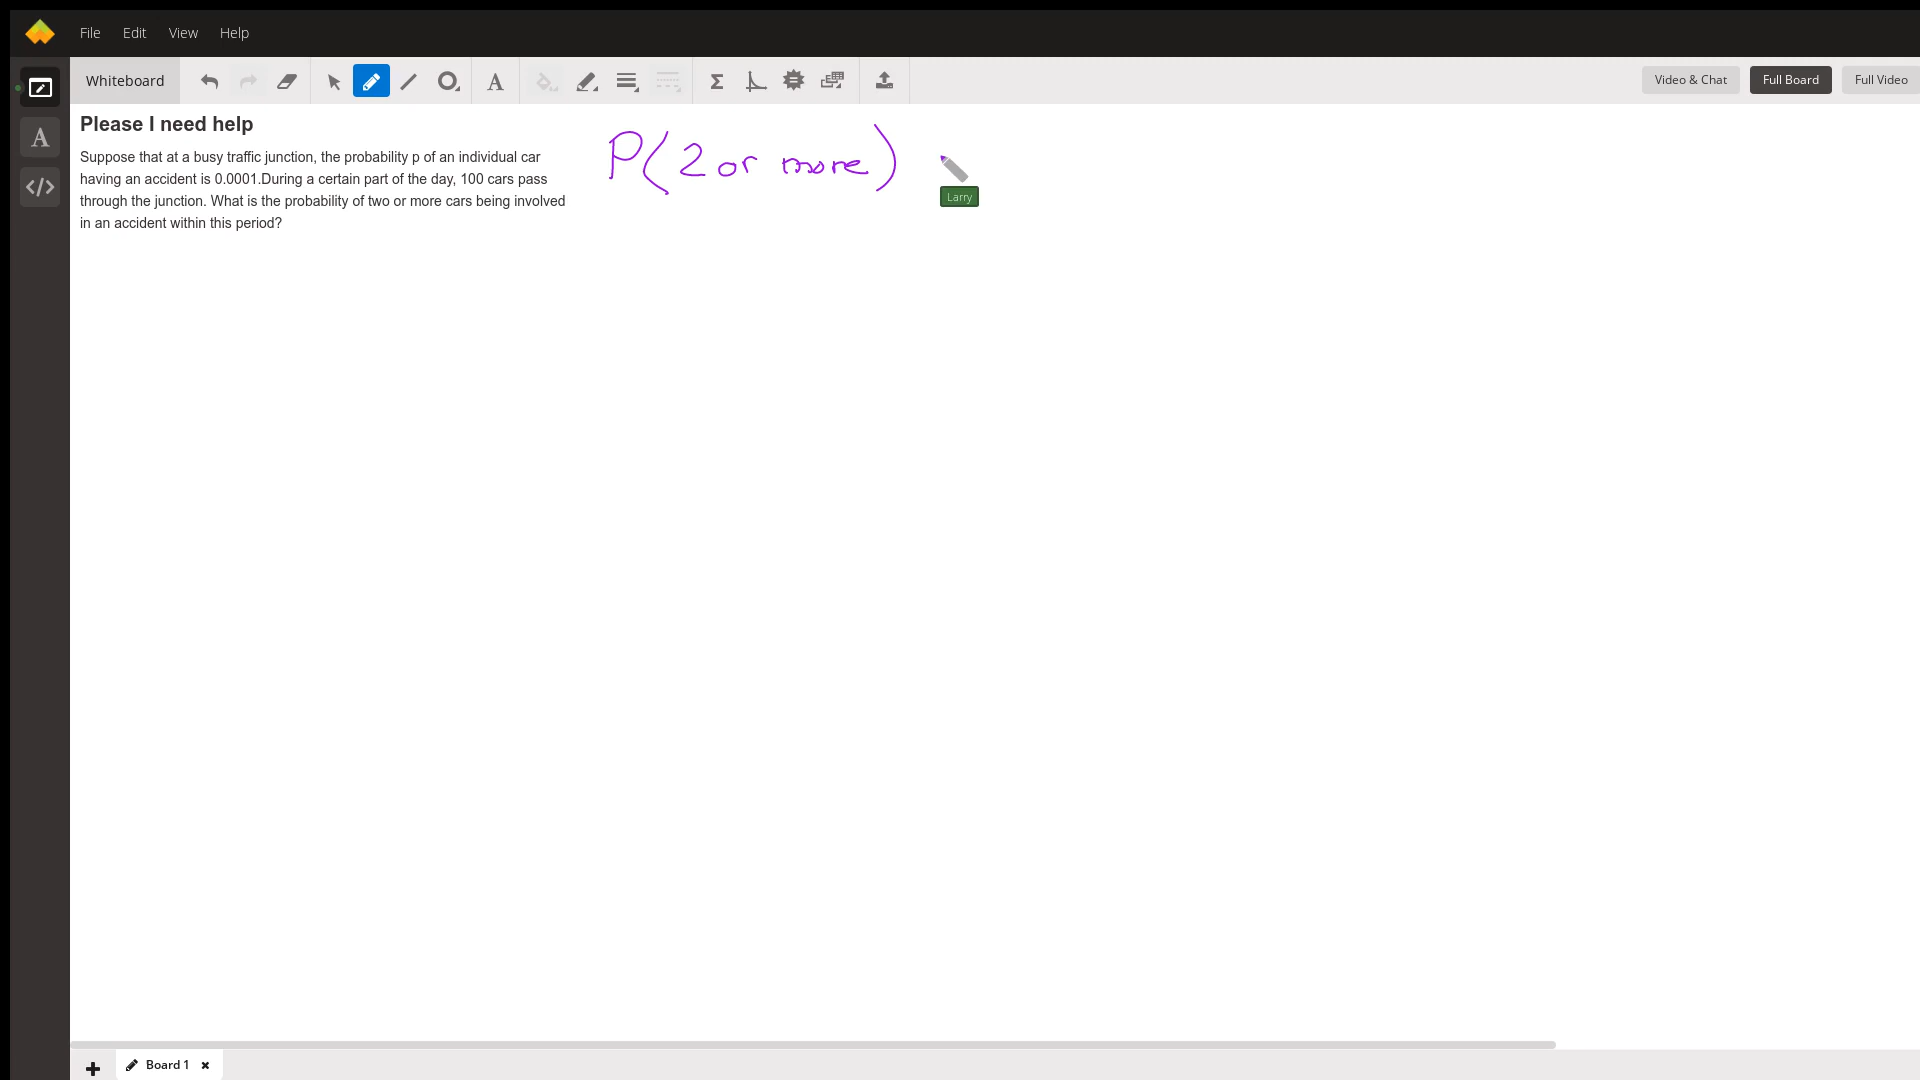 File Edit View Help
Whiteboard A Σ Video & Chat Full Board Full Video
A
</>
Please I need help
Suppose that at a busy traffic junction, the probability p of an individual car
having an accident is 0.0001.During a certain part of the day, 100 cars pass
through the junction. What is the probability of two or more cars being involved
in an accident within this period?
P(2 or more)
Larry
Board 1